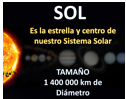 SOL
Es la estrella y centro de
nuestro Sistema Solar
TAMAÑO
1 400 000 km de
Diámetro